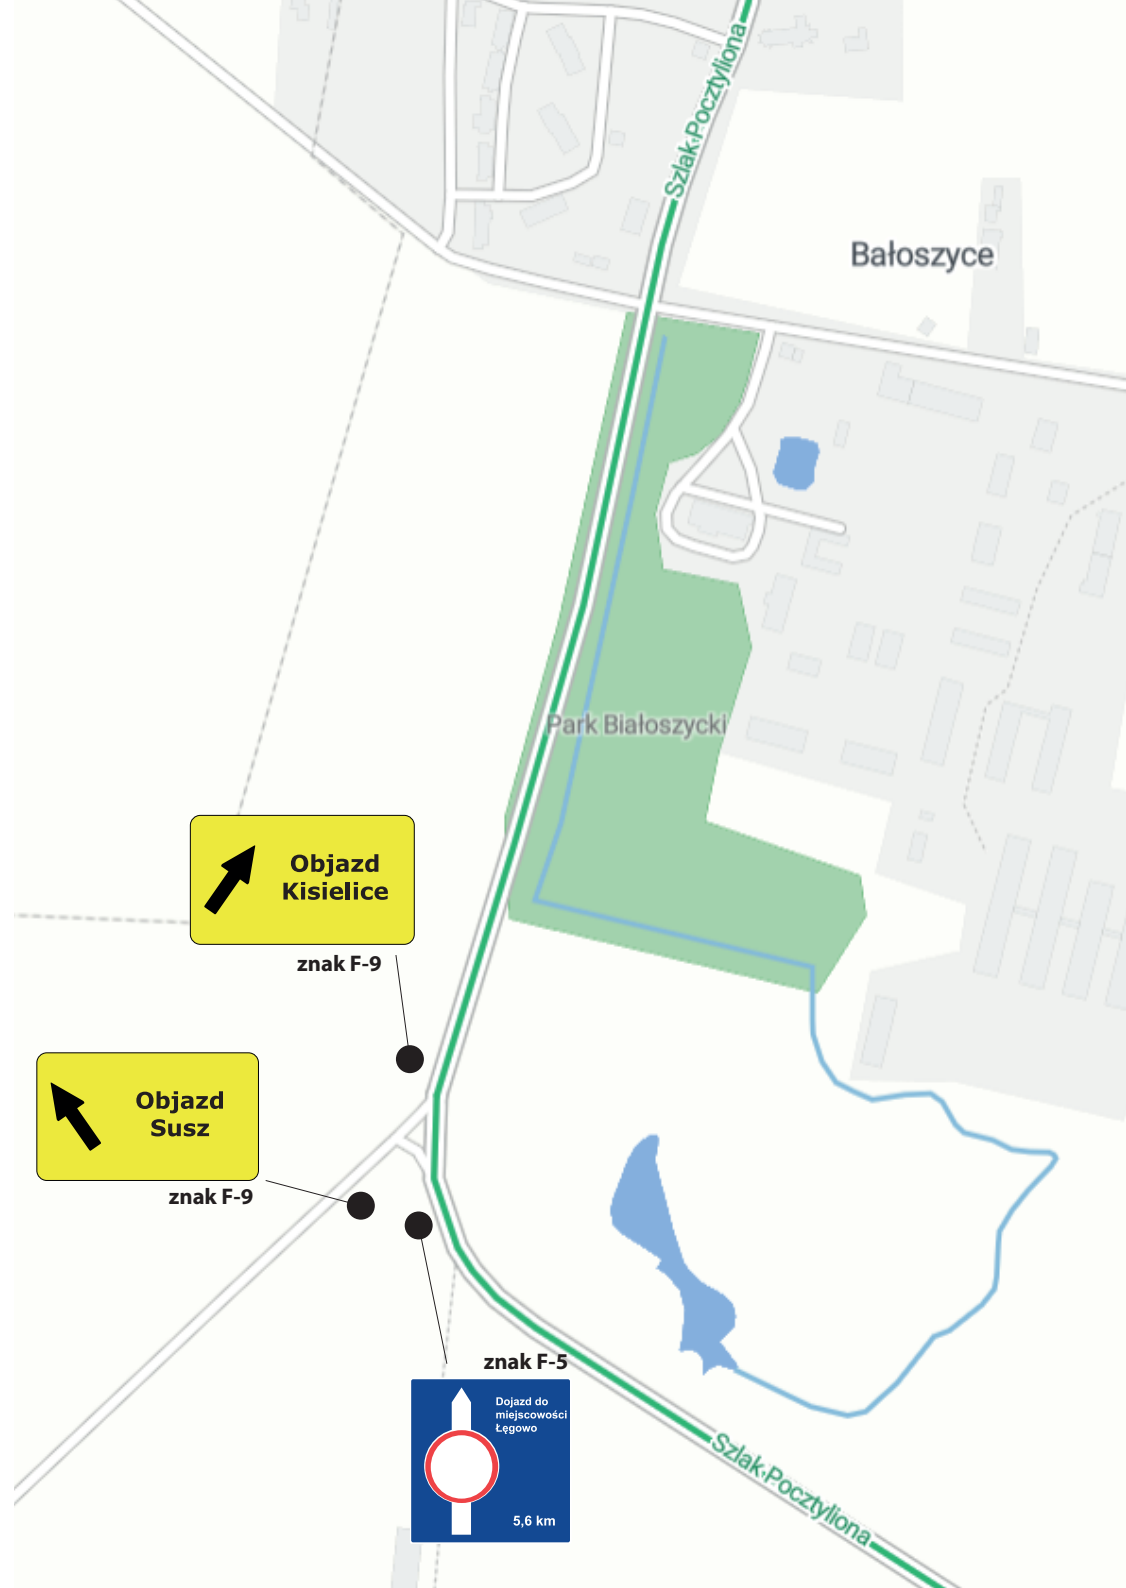 Szlak Pocztyliona
Bałoszyce
Park Białoszycki
Objazd
Kisielice
znak F-9
Objazd
Susz
znak F-9
znak F-5
Dojazd do
miejscowości
Łęgowo
5,6 km
Szlak Pocztyliona